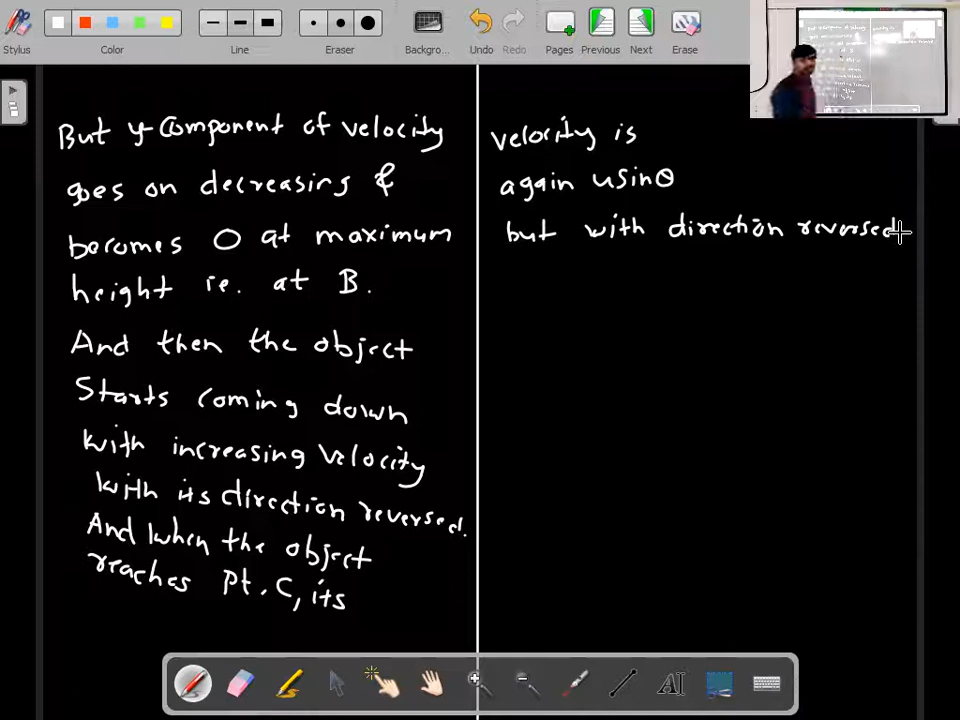 Stylus
Color
Line
Eraser
Backgro...
Undo
Redo
Pages
Previous
Next
Erase
But y-component of velocity
goes on decreasing &
becomes 0 at maximum
height ie. at B.
And then the object
Starts coming down
with increasing velocity
with its direction reversed.
And when the object
reaches Pt. C, its
velocity is
again usinθ
but with direction reversed
AI